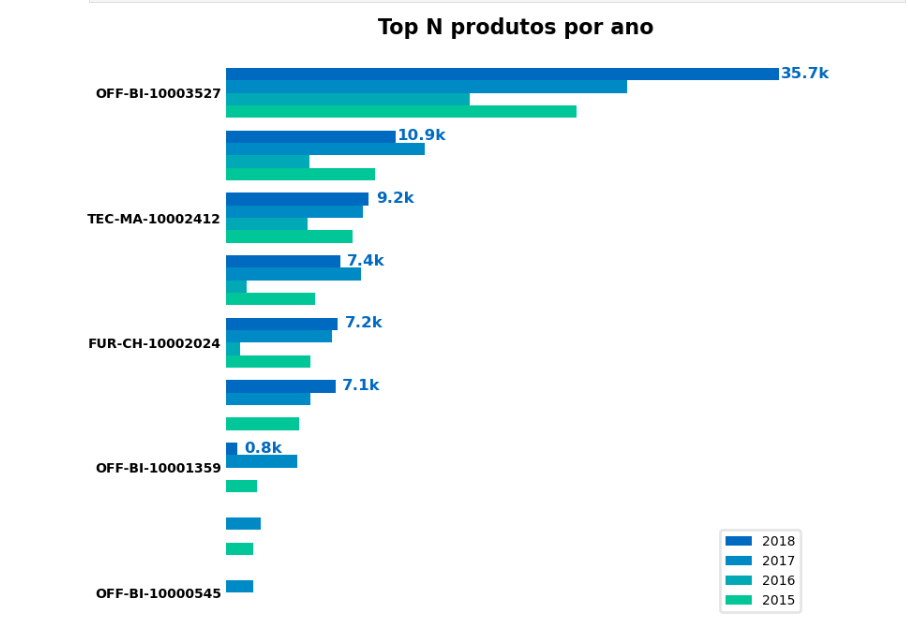 Top N produtos por ano
OFF-BI-10003527
35.7k
10.9k
TEC-MA-10002412
9.2k
7.4k
FUR-CH-10002024
7.2k
7.1k
OFF-BI-10001359
0.8k
OFF-BI-10000545
2018
2017
2016
2015